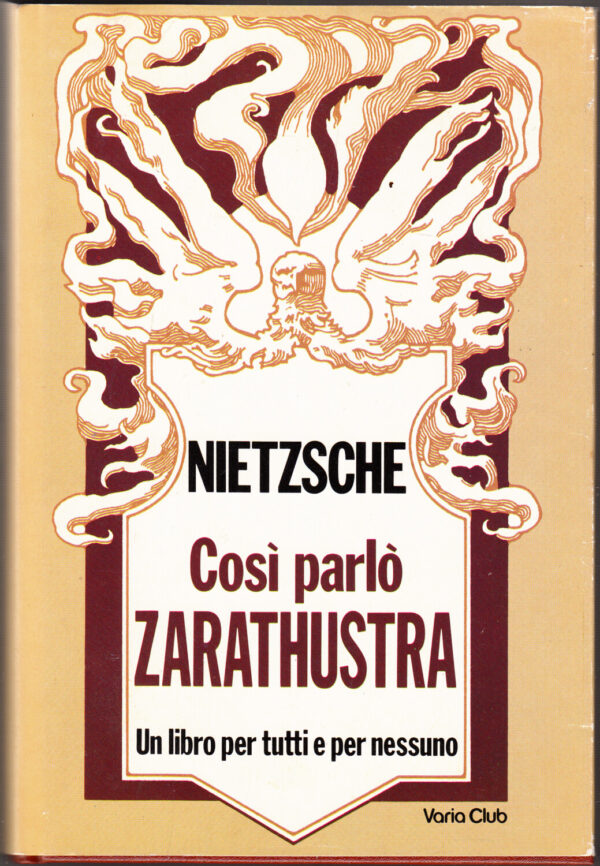 NIETZSCHE
Così parlò
ZARATHUSTRA
Un libro per tutti e per nessuno
Varia Club